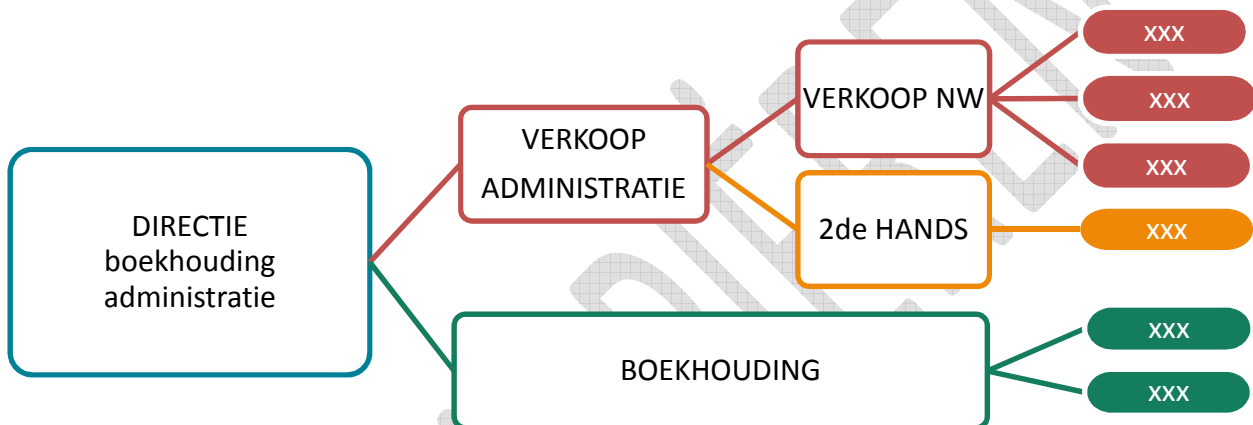 DIRECTIE
boekhouding
administratie
VERKOOP
ADMINISTRATIE
VERKOOP NW
2de HANDS
BOEKHOUDING
xxx
xxx
xxx
xxx
xxx
xxx